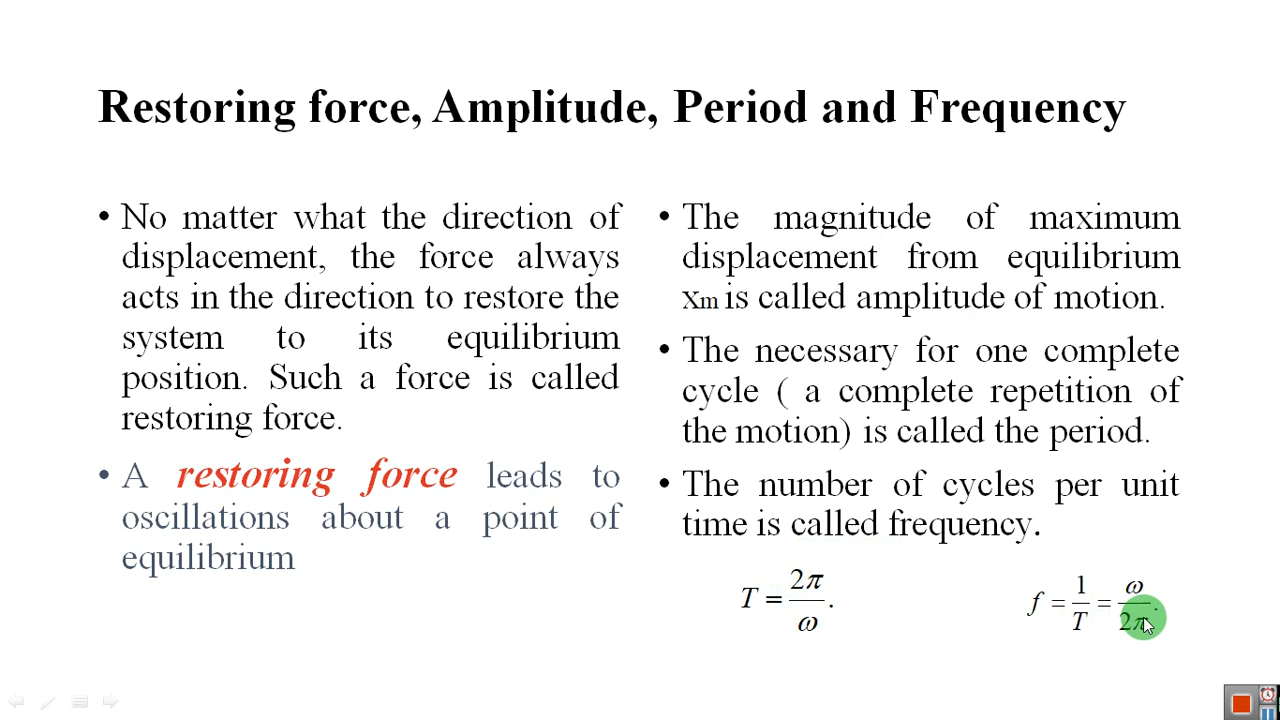 Restoring force, Amplitude, Period and Frequency
• No matter what the direction of
displacement, the force always
acts in the direction to restore the
system to its equilibrium
position. Such a force is called
restoring force.
• A restoring force leads to
oscillations about a point of
equilibrium
• The magnitude of maximum
displacement from equilibrium
xm is called amplitude of motion.
• The necessary for one complete
cycle ( a complete repetition of
the motion) is called the period.
• The number of cycles per unit
time is called frequency.
T = 2π/ω.
f = 1/T = ω/2π.